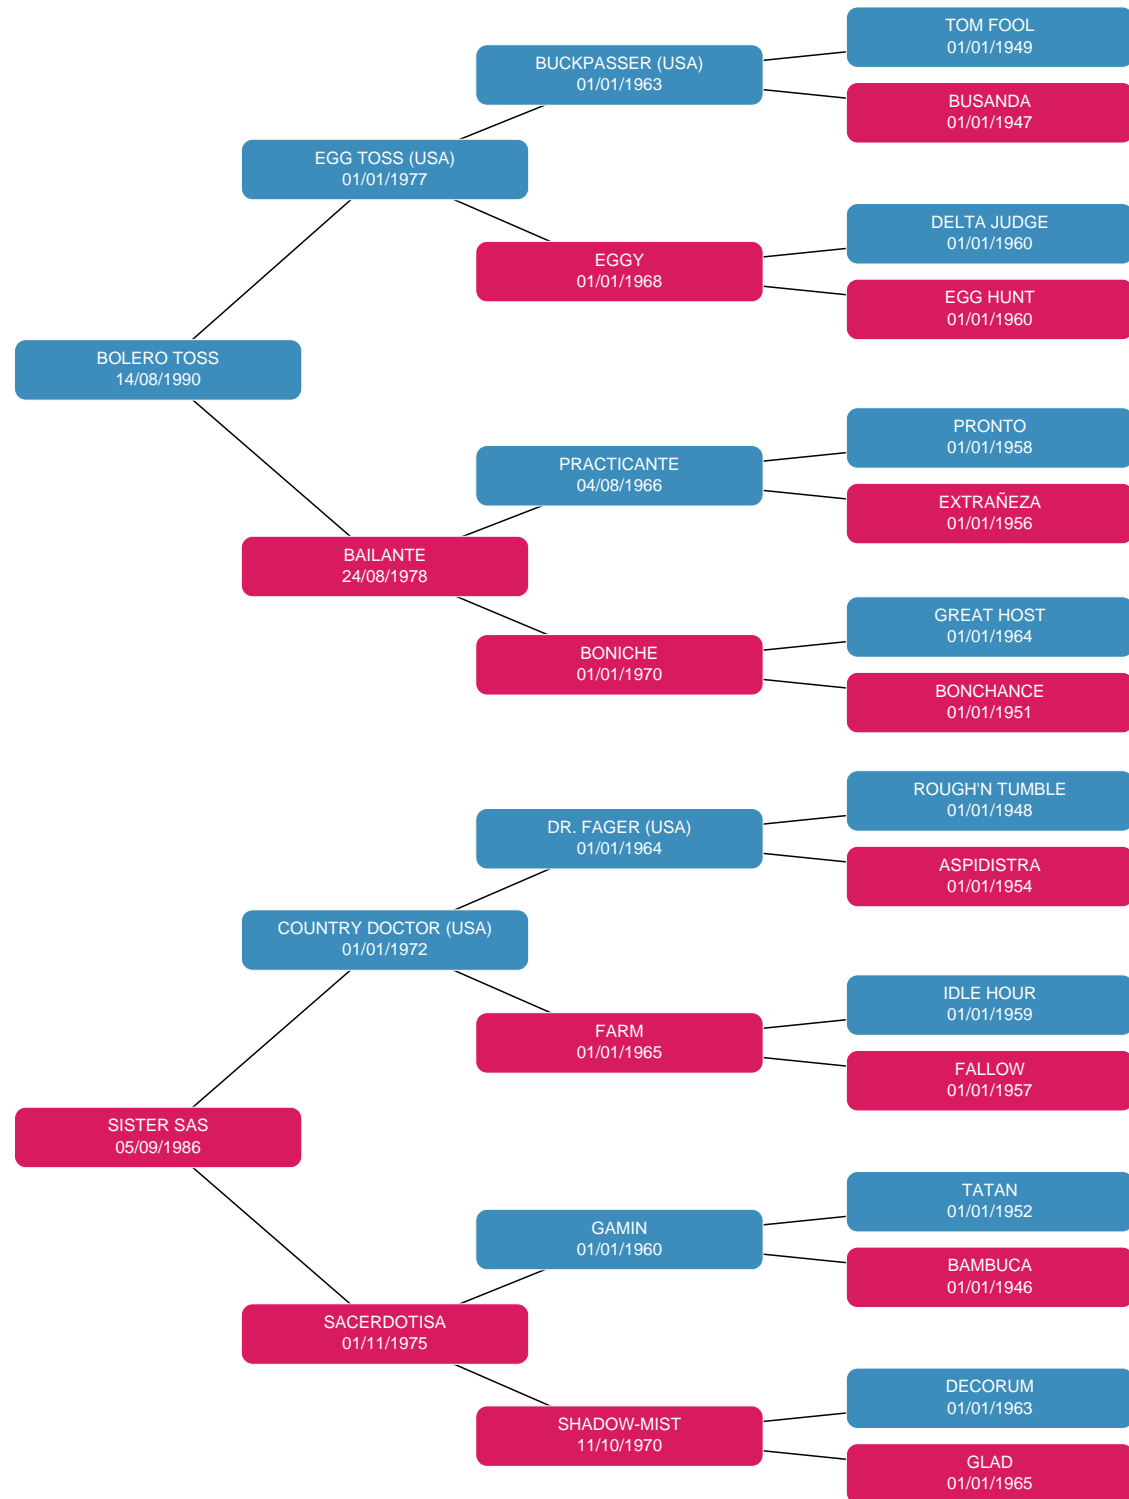 TOM FOOL
01/01/1949
BUCKPASSER (USA)
01/01/1963
BUSANDA
01/01/1947
EGG TOSS (USA)
01/01/1977
DELTA JUDGE
01/01/1960
EGGY
01/01/1968
EGG HUNT
01/01/1960
BOLERO TOSS
14/08/1990
PRONTO
01/01/1958
PRACTICANTE
04/08/1966
EXTRAÑEZA
01/01/1956
BAILANTE
24/08/1978
GREAT HOST
01/01/1964
BONICHE
01/01/1970
BONCHANCE
01/01/1951
ROUGH'N TUMBLE
01/01/1948
DR. FAGER (USA)
01/01/1964
ASPIDISTRA
01/01/1954
COUNTRY DOCTOR (USA)
01/01/1972
IDLE HOUR
01/01/1959
FARM
01/01/1965
FALLOW
01/01/1957
SISTER SAS
05/09/1986
TATAN
01/01/1952
GAMIN
01/01/1960
BAMBUCA
01/01/1946
SACERDOTISA
01/11/1975
DECORUM
01/01/1963
SHADOW-MIST
11/10/1970
GLAD
01/01/1965